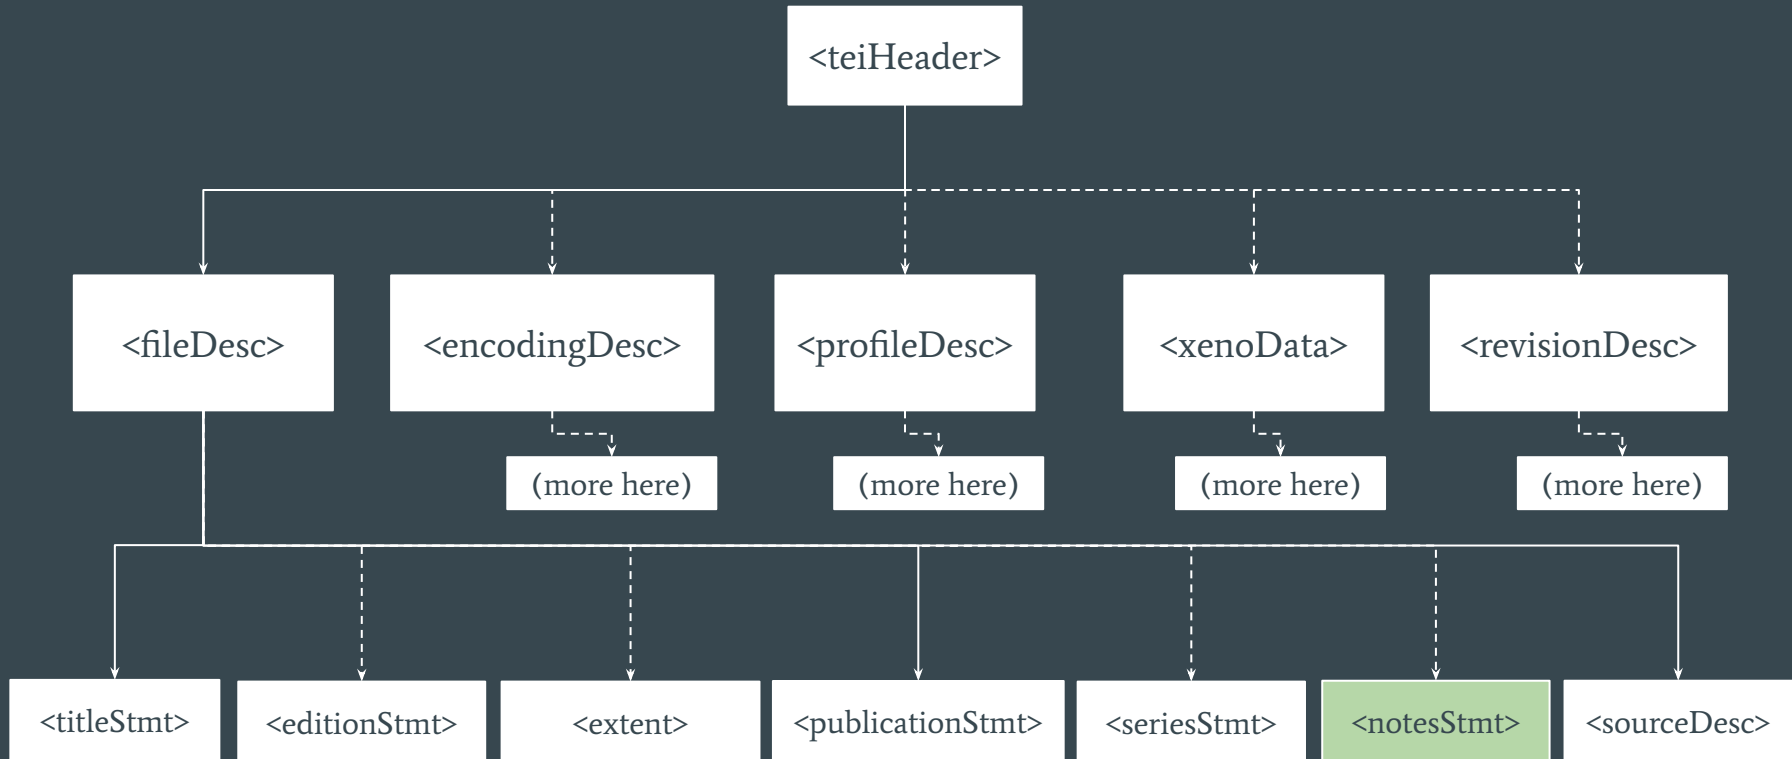 <teiHeader>
<fileDesc>
<encodingDesc>
<profileDesc>
<xenoData>
<revisionDesc>
(more here)
(more here)
(more here)
(more here)
<titleStmt>
<editionStmt>
<extent>
<publicationStmt>
<seriesStmt>
<notesStmt>
<sourceDesc>